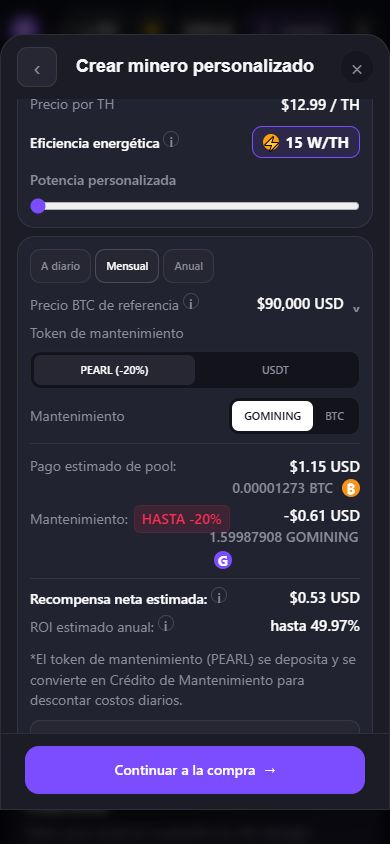 Crear minero personalizado
Precio por TH
$12.99 / TH
Eficiencia energética
15 W/TH
Potencia personalizada
A diario
Mensual
Anual
Precio BTC de referencia
$90,000 USD
Token de mantenimiento
PEARL (-20%)
USDT
Mantenimiento
GOMINING
BTC
Pago estimado de pool:
$1.15 USD
0.00001273 BTC
Mantenimiento:
HASTA -20%
-$0.61 USD
1.59987908 GOMINING
Recompensa neta estimada:
$0.53 USD
ROI estimado anual:
hasta 49.97%
*El token de mantenimiento (PEARL) se deposita y se
convierte en Crédito de Mantenimiento para
descontar costos diarios.
Continuar a la compra →